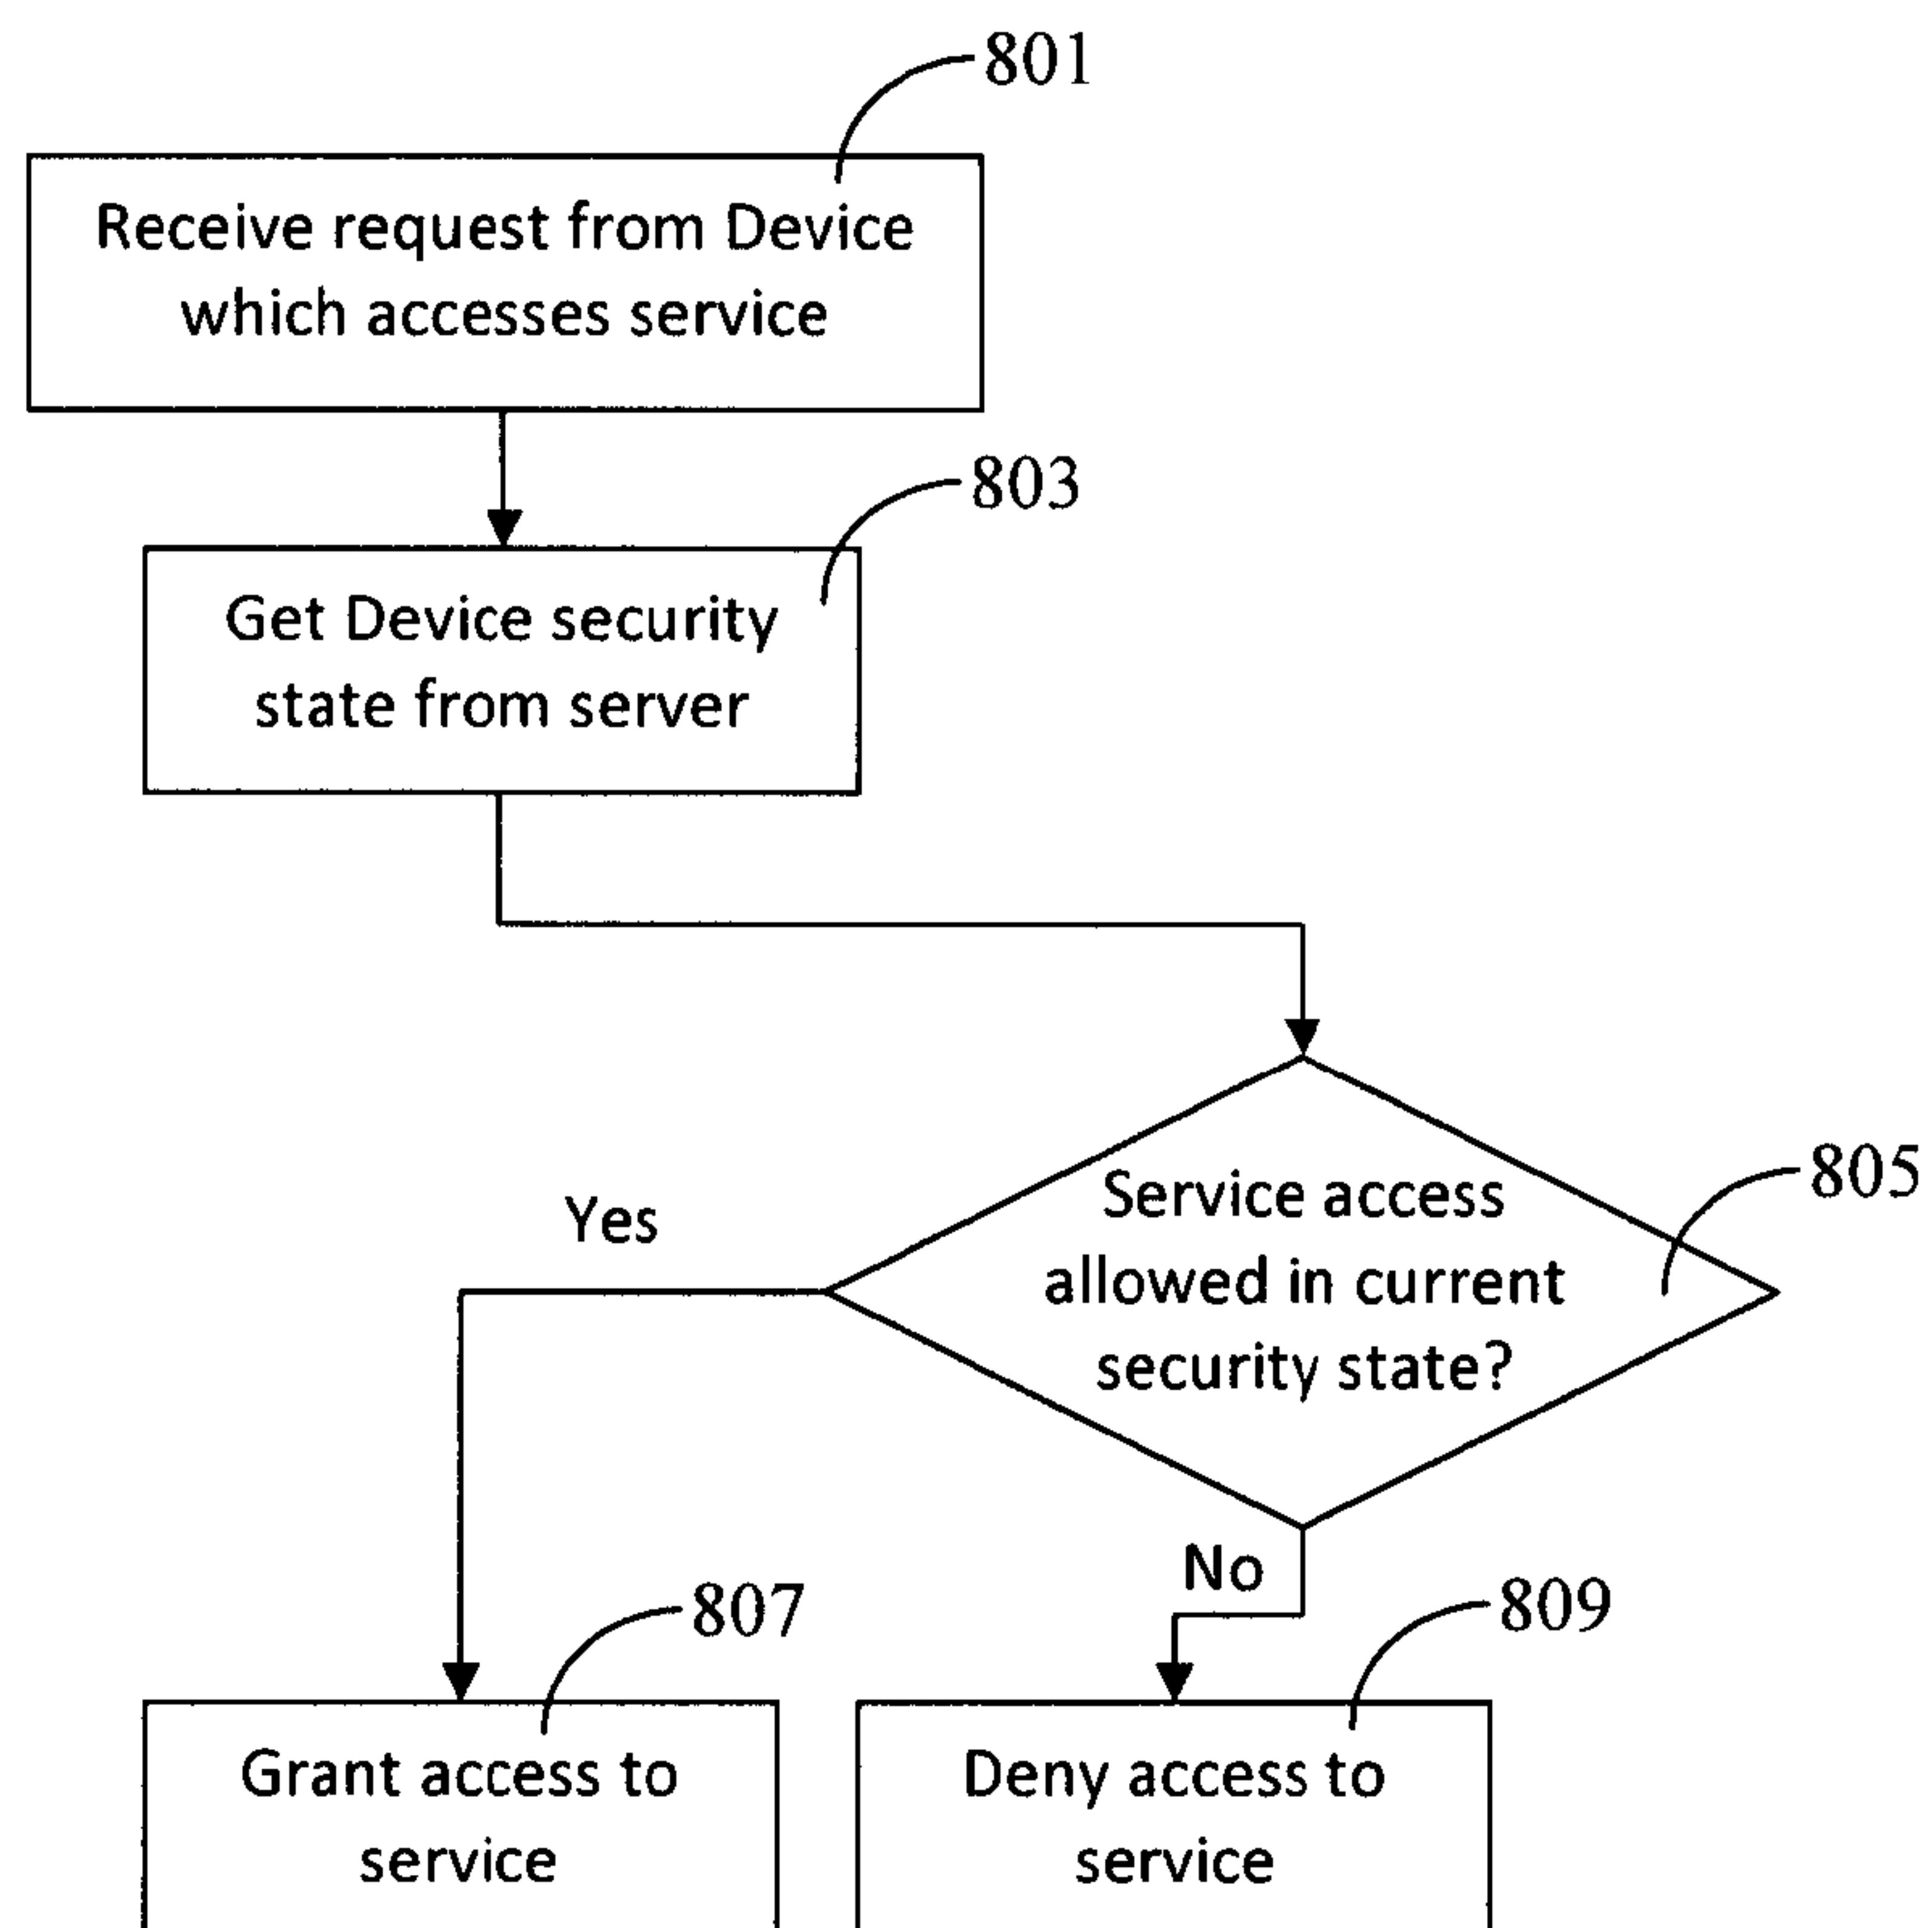 801
Receive request from Device
which accesses service
803
Get Device security
state from server
805
Service access
allowed in current
security state?
Yes
No
807
Grant access to
service
809
Deny access to
service